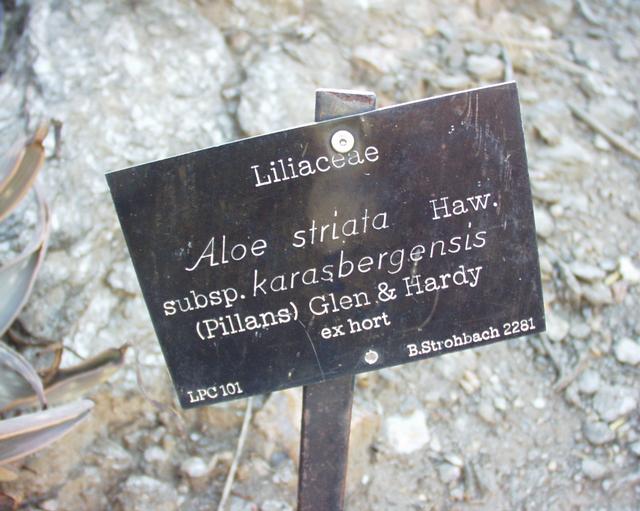 Liliaceae
Aloe striata Haw.
subsp. karasbergensis
(Pillans) Glen & Hardy
ex hort
LPC 101 B.Strohbach 2281